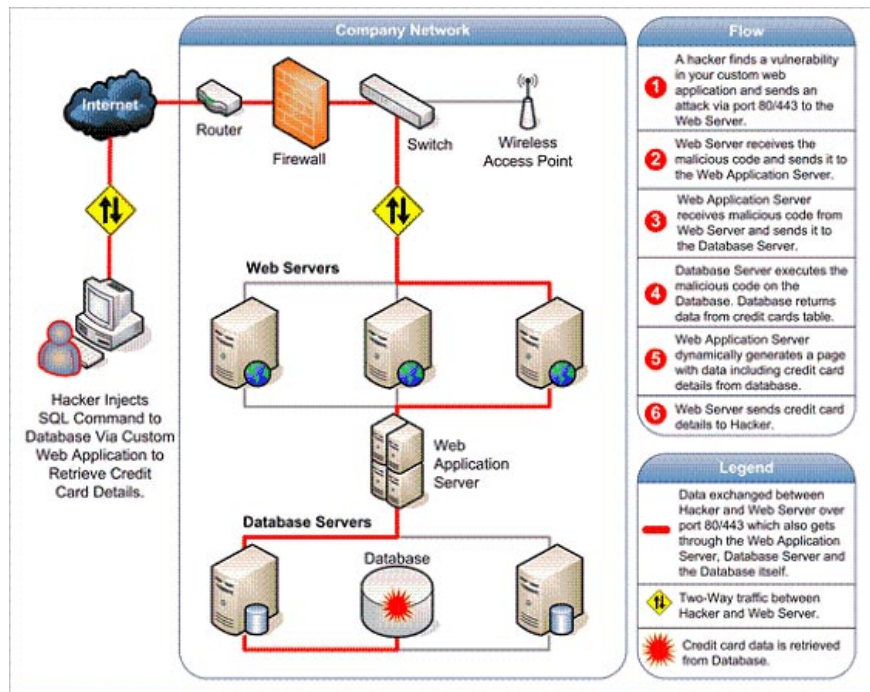 Company Network
Internet
Router
Firewall
Switch
Wireless
Access Point
Web Servers
Hacker Injects
SQL Command to
Database Via Custom
Web Application to
Retrieve Credit
Card Details.
Web
Application
Server
Database Servers
Database
Flow
1
A hacker finds a vulnerability
in your custom web
application and sends an
attack via port 80/443 to the
Web Server.
2
Web Server receives the
malicious code and sends it to
the Web Application Server.
3
Web Application Server
receives malicious code from
Web Server and sends it to
the Database Server.
4
Database Server executes the
malicious code on the
Database. Database returns
data from credit cards table.
5
Web Application Server
dynamically generates a page
with data including credit card
details from database.
6
Web Server sends credit card
details to Hacker.
Legend
Data exchanged between
Hacker and Web Server over
port 80/443 which also gets
through the Web Application
Server, Database Server and
the Database itself.
Two-Way traffic between
Hacker and Web Server.
Credit card data is retrieved
from Database.